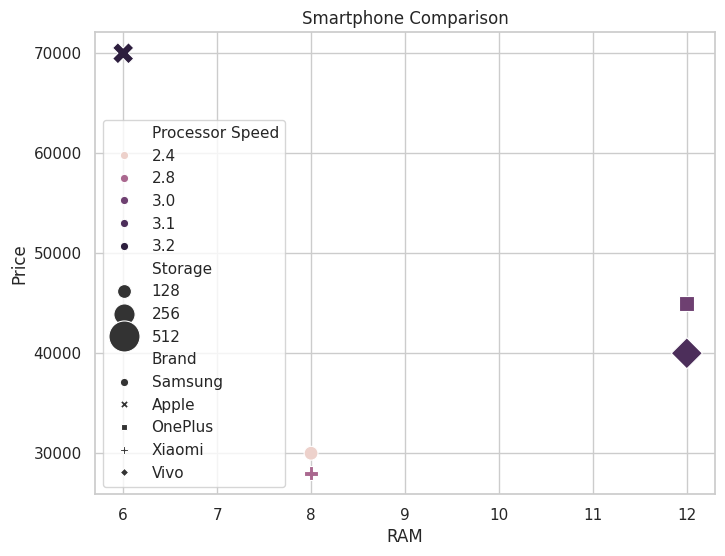 Smartphone Comparison
70000
60000
50000
40000
30000
Price
Processor Speed
2.4
2.8
3.0
3.1
3.2
Storage
128
256
512
Brand
Samsung
Apple
OnePlus
Xiaomi
Vivo
6 7 8 9 10 11 12
RAM